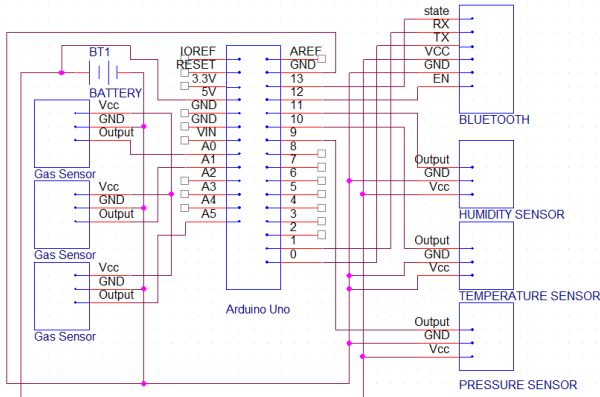 BT1
BATTERY
Vcc
GND
Output
Gas Sensor
Vcc
GND
Output
Gas Sensor
Vcc
GND
Output
Gas Sensor
IOREF
RESET
3.3V
5V
GND
GND
VIN
A0
A1
A2
A3
A4
A5
AREF
GND
13
12
11
10
9
8
7
6
5
4
3
2
1
0
Arduino Uno
state
RX
TX
VCC
GND
EN
BLUETOOTH
Output
GND
Vcc
HUMIDITY SENSOR
Output
GND
Vcc
TEMPERATURE SENSOR
Output
GND
Vcc
PRESSURE SENSOR